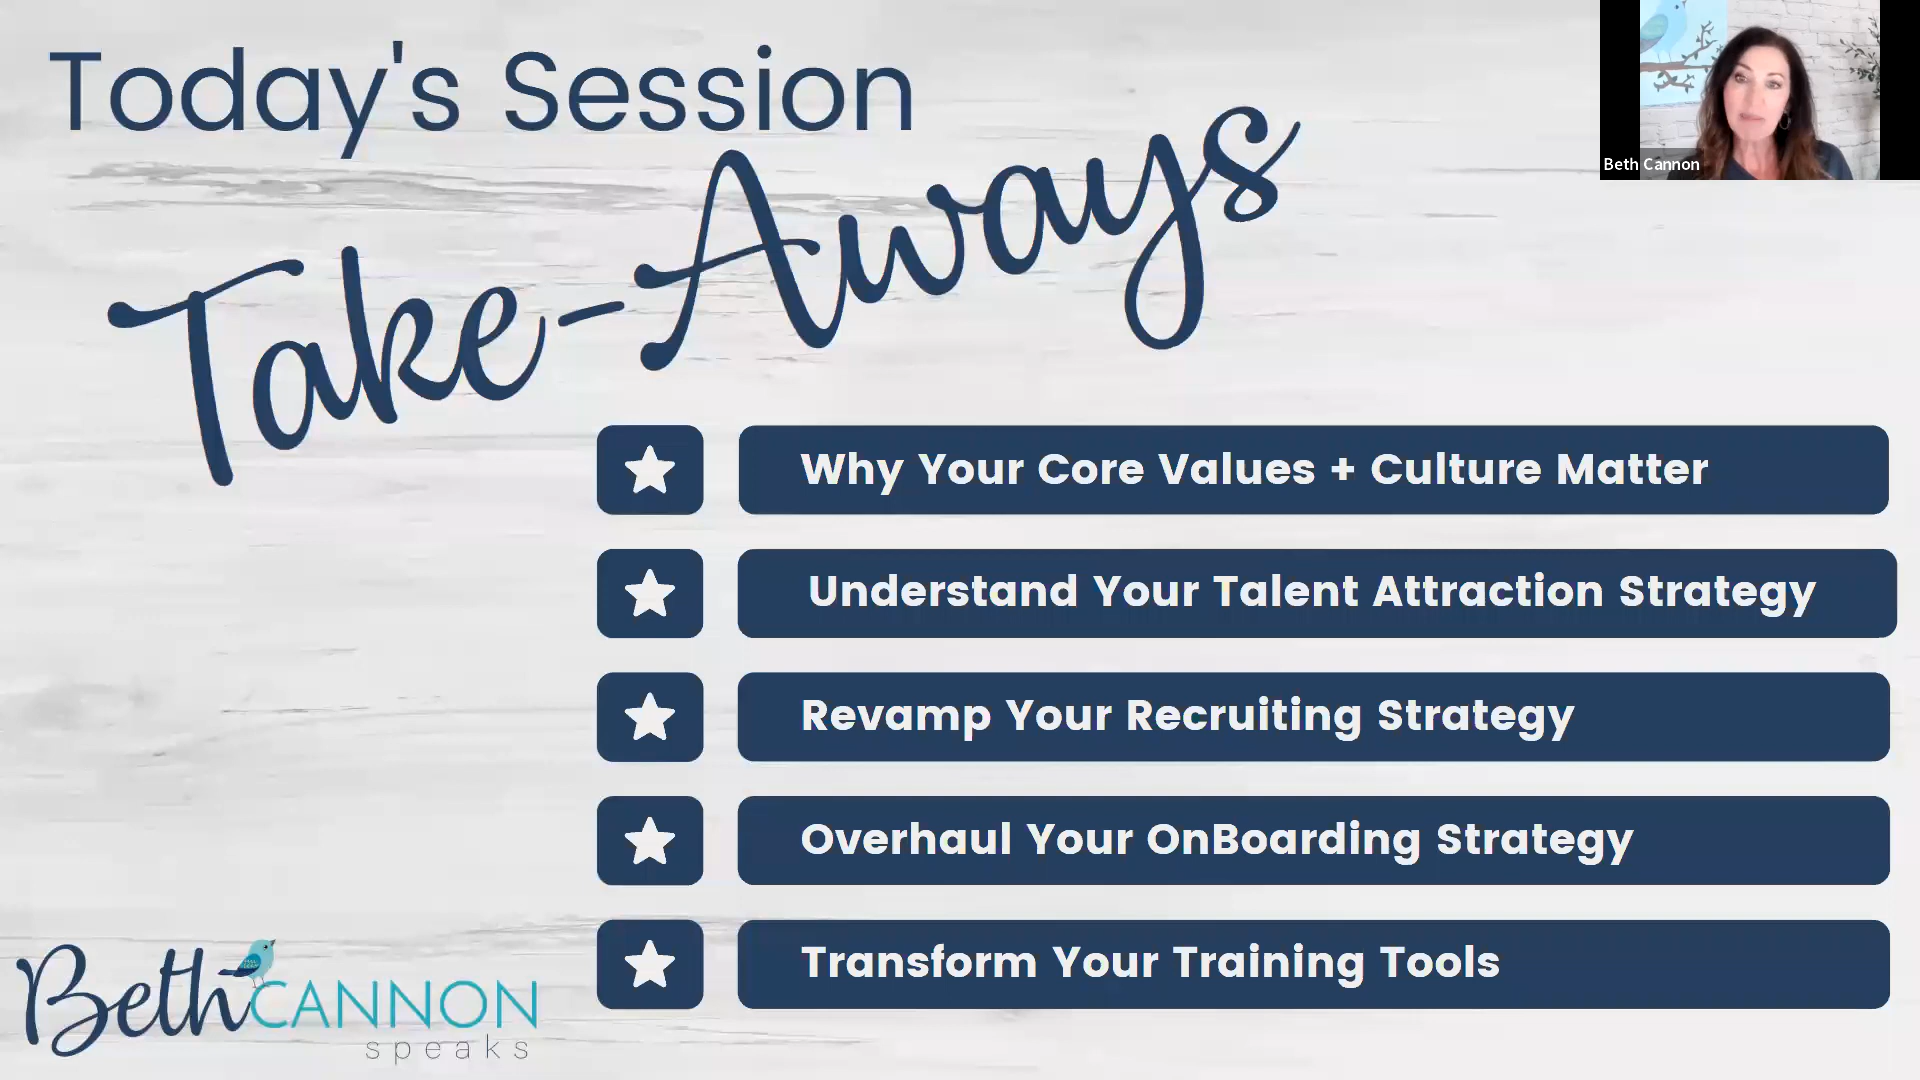 Today's Session
Take-Aways
Beth Cannon
Why Your Core Values + Culture Matter
Understand Your Talent Attraction Strategy
Revamp Your Recruiting Strategy
Overhaul Your OnBoarding Strategy
Transform Your Training Tools
Beth CANNON
speaks